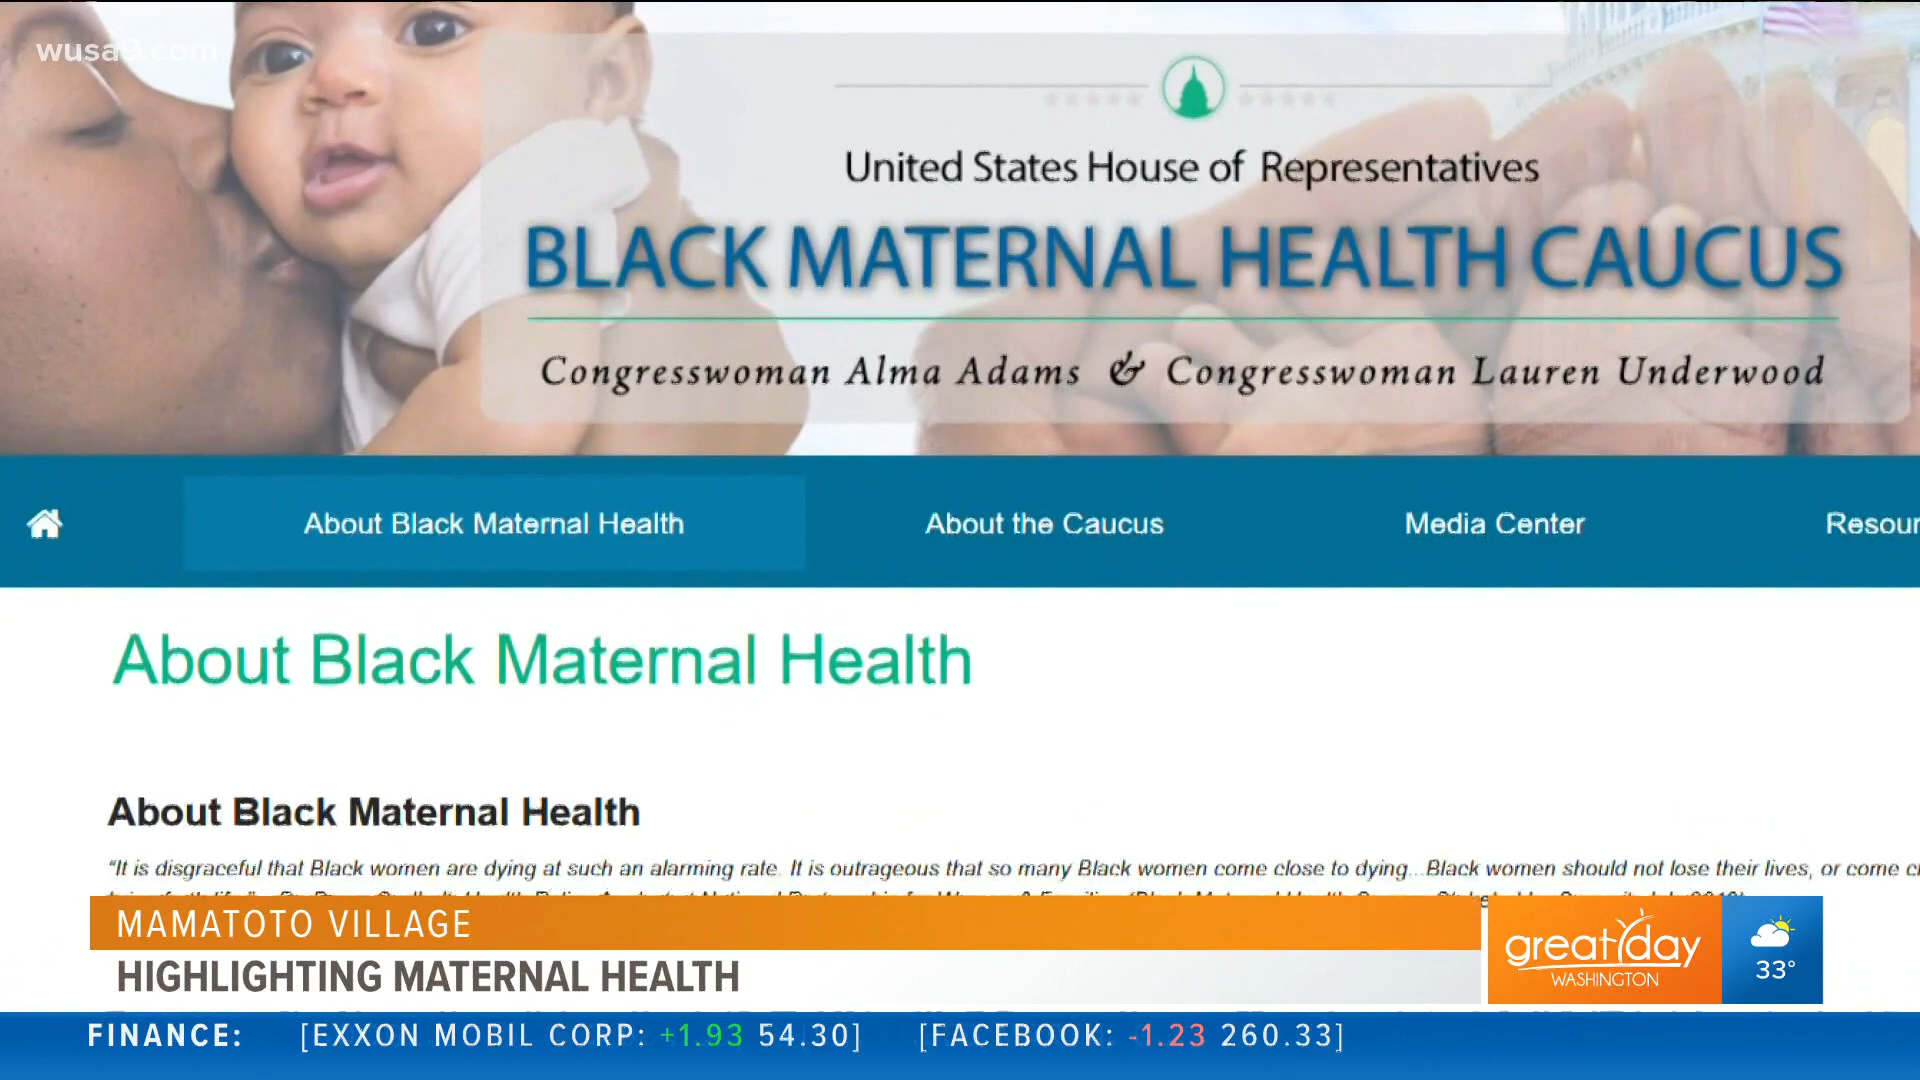 wusa9.com
United States House of Representatives
BLACK MATERNAL HEALTH CAUCUS
Congresswoman Alma Adams & Congresswoman Lauren Underwood
About Black Maternal Health
About the Caucus
Media Center
Resour
About Black Maternal Health
About Black Maternal Health
"It is disgraceful that Black women are dying at such an alarming rate. It is outrageous that so many Black women come close to dying...Black women should not lose their lives, or come c
MAMATOTO VILLAGE
HIGHLIGHTING MATERNAL HEALTH
great day
WASHINGTON
33°
FINANCE: [EXXON MOBIL CORP: +1.93 54.30] [FACEBOOK: -1.23 260.33]